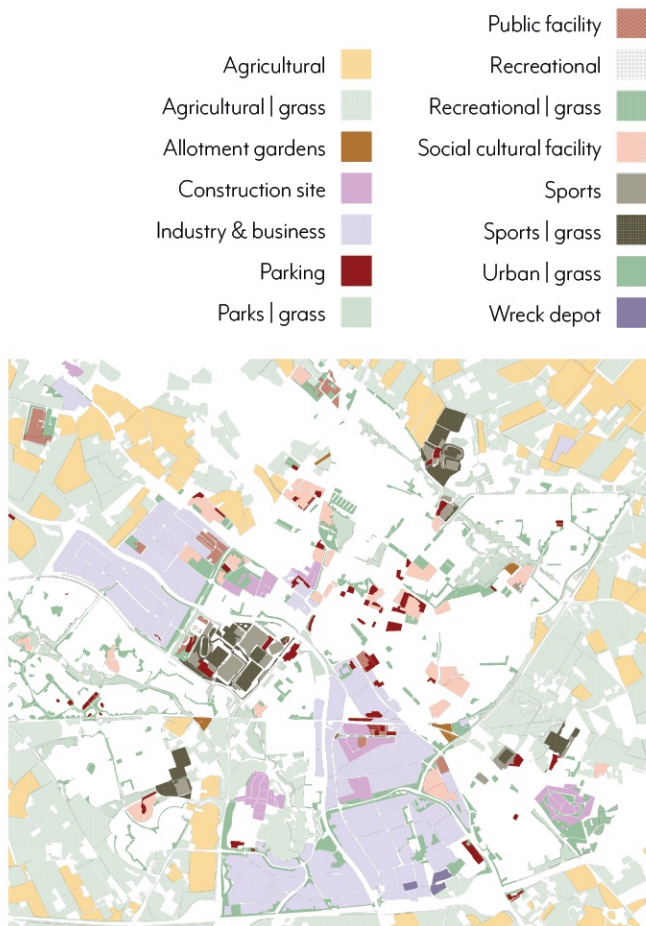 Agricultural
Agricultural | grass
Allotment gardens
Construction site
Industry & business
Parking
Parks | grass
Public facility
Recreational
Recreational | grass
Social cultural facility
Sports
Sports | grass
Urban | grass
Wreck depot